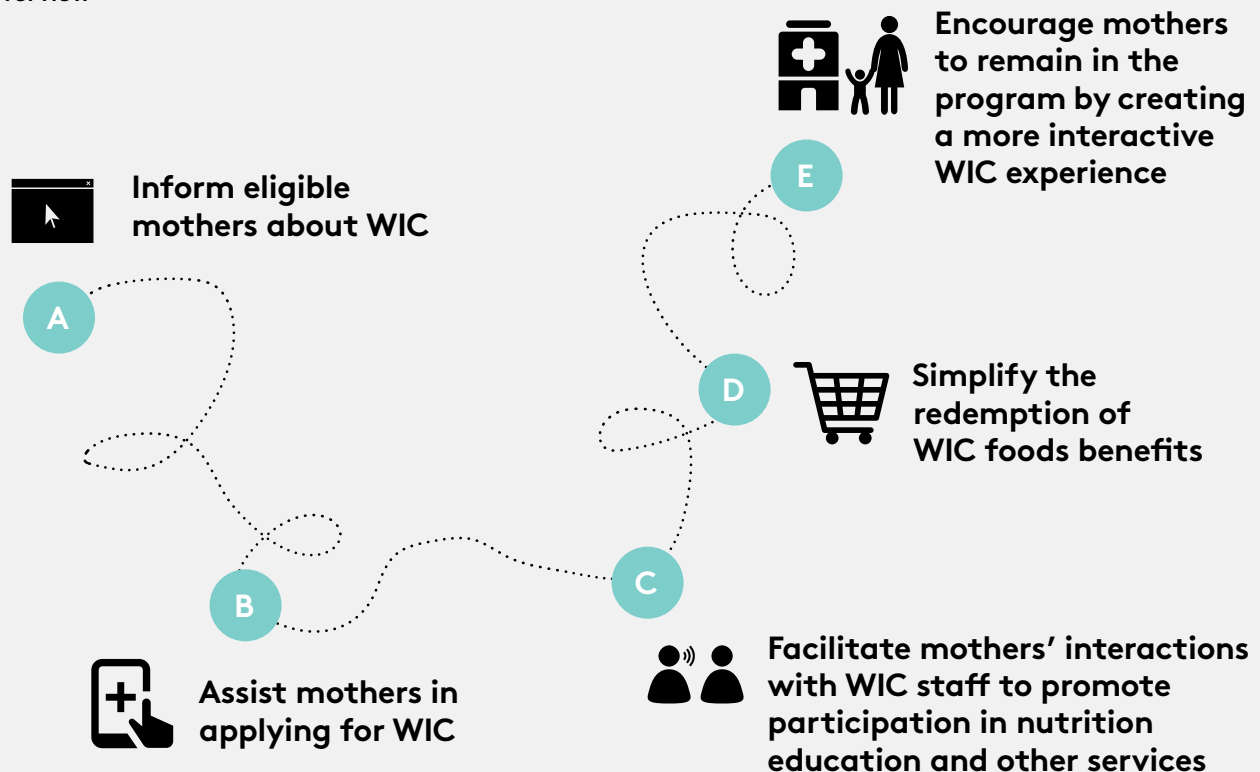 A
Inform eligible
mothers about WIC
B
Assist mothers in
applying for WIC
C
Facilitate mothers’ interactions
with WIC staff to promote
participation in nutrition
education and other services
D
Simplify the
redemption of
WIC foods benefits
E
Encourage mothers
to remain in the
program by creating
a more interactive
WIC experience